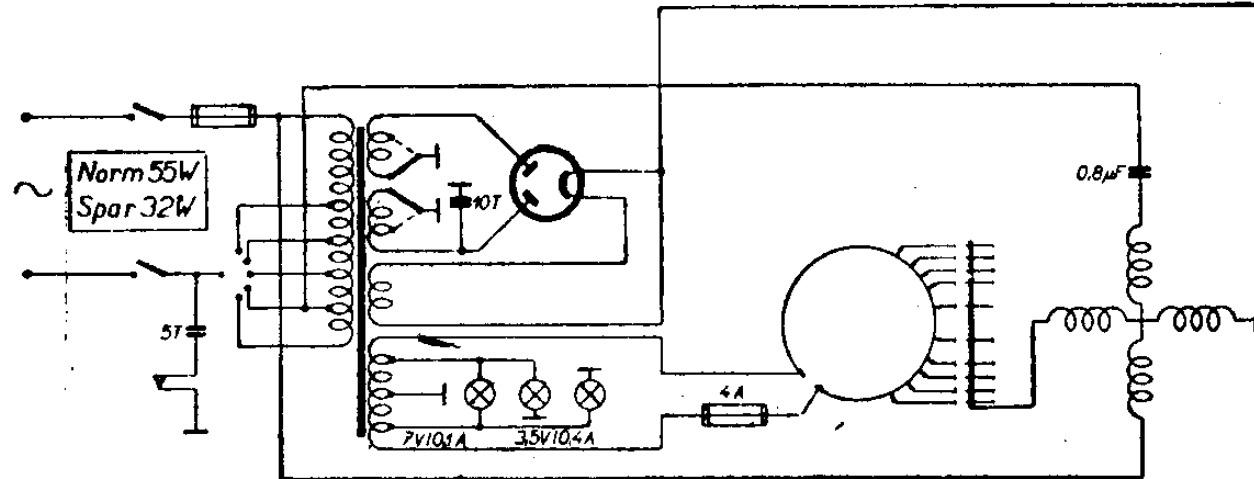 Norm 55W
Spar 32W
5T
10T
7V/0,1A
3,5V/0,4A
4A
0,8µF